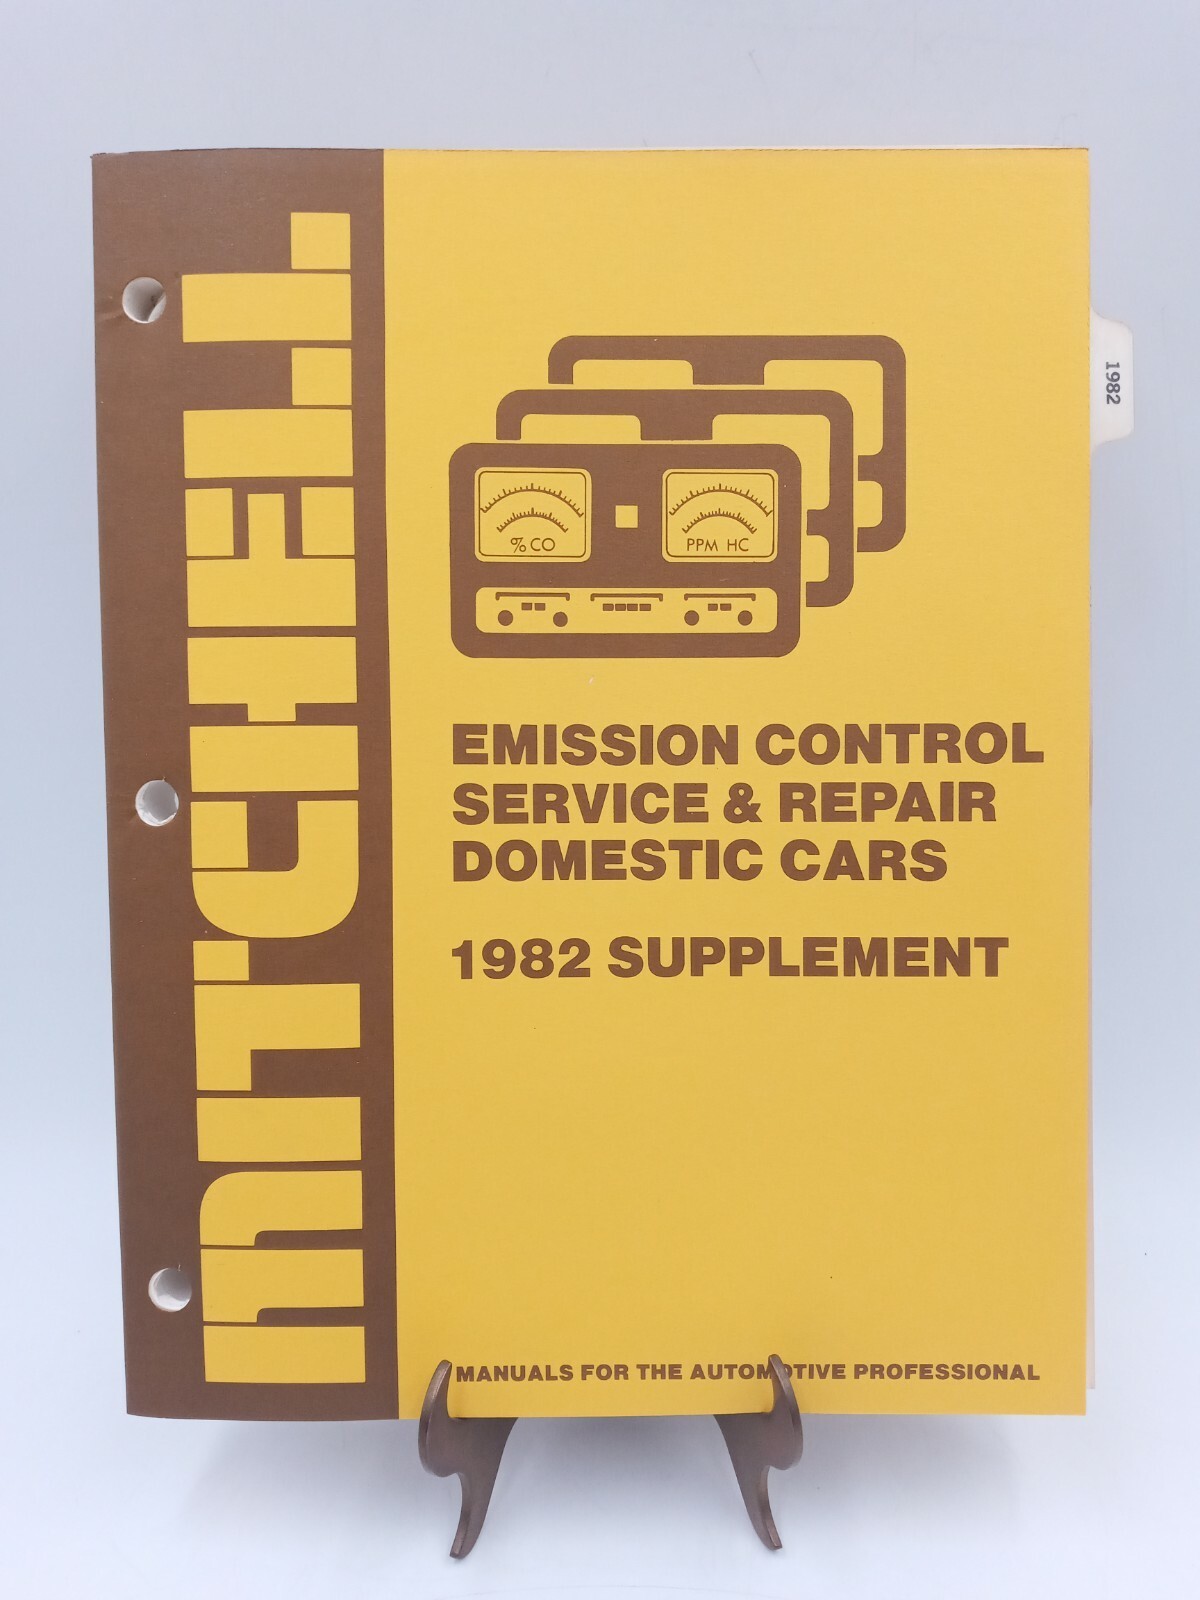 MITCHELL
1982
% CO
PPM HC
EMISSION CONTROL
SERVICE & REPAIR
DOMESTIC CARS
1982 SUPPLEMENT
MANUALS FOR THE AUTOMOTIVE PROFESSIONAL